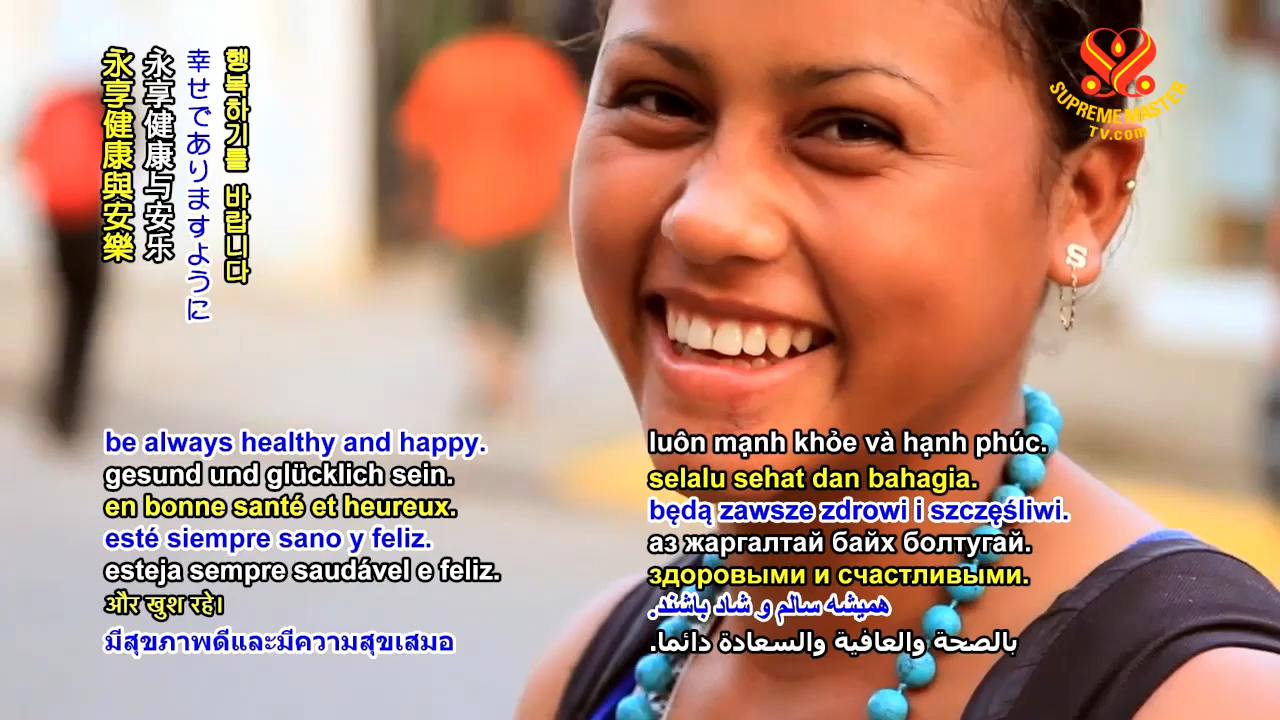 永享健康與安樂
永享健康与安乐
幸せでありますように
행복하기를 바랍니다
SUPREME MASTER
TV.com
S
be always healthy and happy.
gesund und glücklich sein.
en bonne santé et heureux.
esté siempre sano y feliz.
esteja sempre saudável e feliz.
और खुश रहे।
มีสุขภาพดีและมีความสุขเสมอ
luôn mạnh khỏe và hạnh phúc.
selalu sehat dan bahagia.
będą zawsze zdrowi i szczęśliwi.
аз жаргалтай байх болтугай.
здоровыми и счастливыми.
همیشه سالم و شاد باشند.
بالصحة والعافية والسعادة دائما.